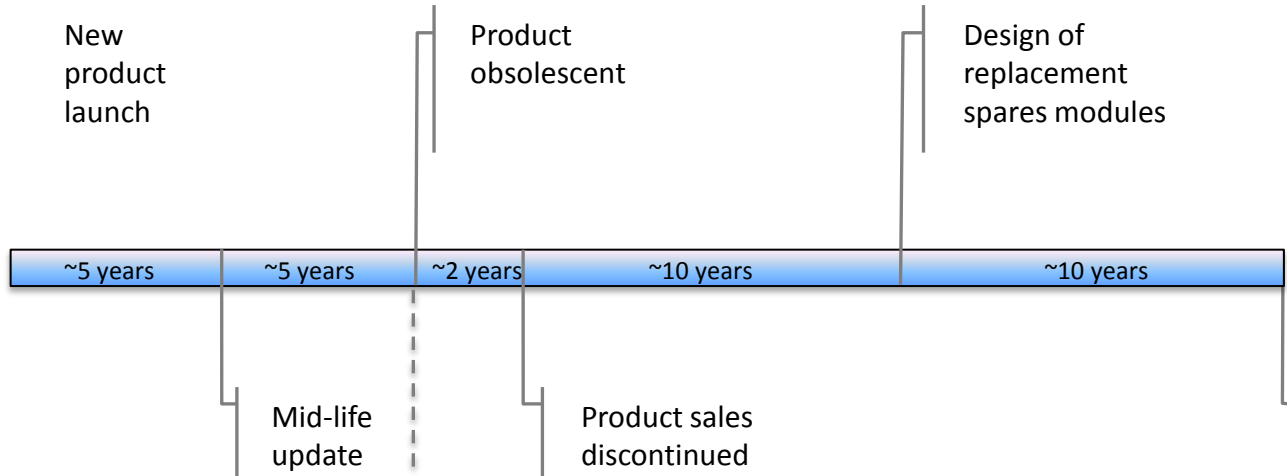 New
product
launch
Product
obsolescent
Design of
replacement
spares modules
~5 years
~5 years
~2 years
~10 years
~10 years
Mid-life
update
Product sales
discontinued